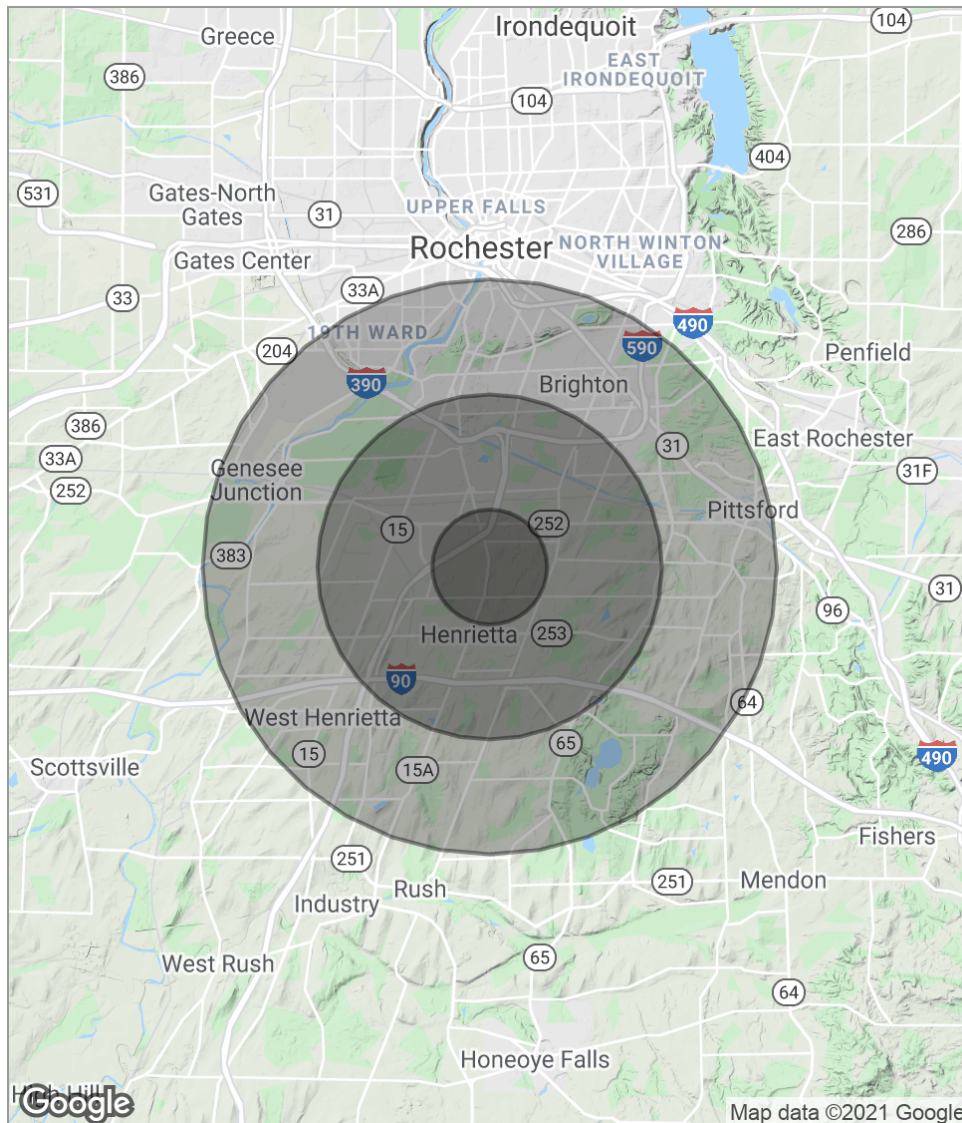 Greece
Irondequoit
104
386
EAST
IRONDEQUOIT
104
404
531
Gates-North
Gates
31
UPPER FALLS
286
Rochester
NORTH WINTON
VILLAGE
Gates Center
33A
33
19TH WARD
490
590
204
Penfield
390
Brighton
386
East Rochester
33A
31
Genesee
Junction
31F
252
Pittsford
15
252
383
31
96
Henrietta
253
90
64
West Henrietta
65
15
490
15A
Scottsville
Fishers
251
Rush
251
Mendon
Industry
65
West Rush
64
Honeoye Falls
High Hill
Google
Map data ©2021 Google